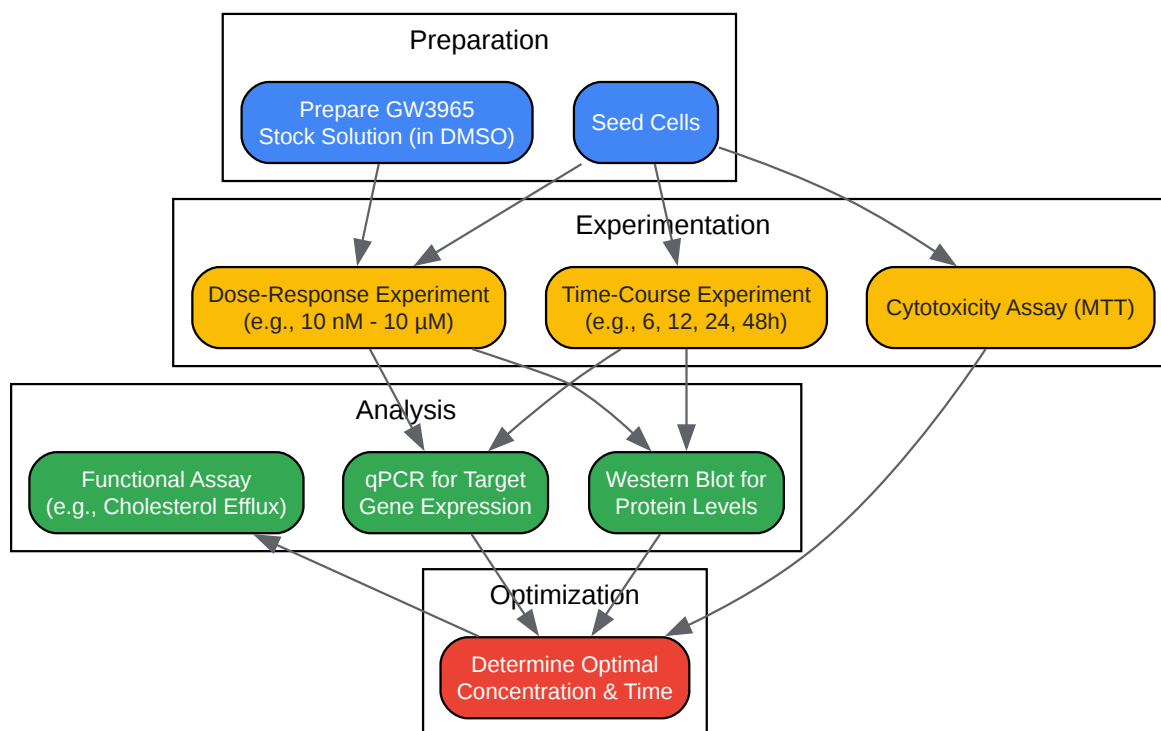 Preparation
Prepare GW3965
Stock Solution (in DMSO)
Seed Cells
Experimentation
Dose-Response Experiment
(e.g., 10 nM - 10 µM)
Time-Course Experiment
(e.g., 6, 12, 24, 48h)
Cytotoxicity Assay (MTT)
Analysis
Functional Assay
(e.g., Cholesterol Efflux)
qPCR for Target
Gene Expression
Western Blot for
Protein Levels
Optimization
Determine Optimal
Concentration & Time